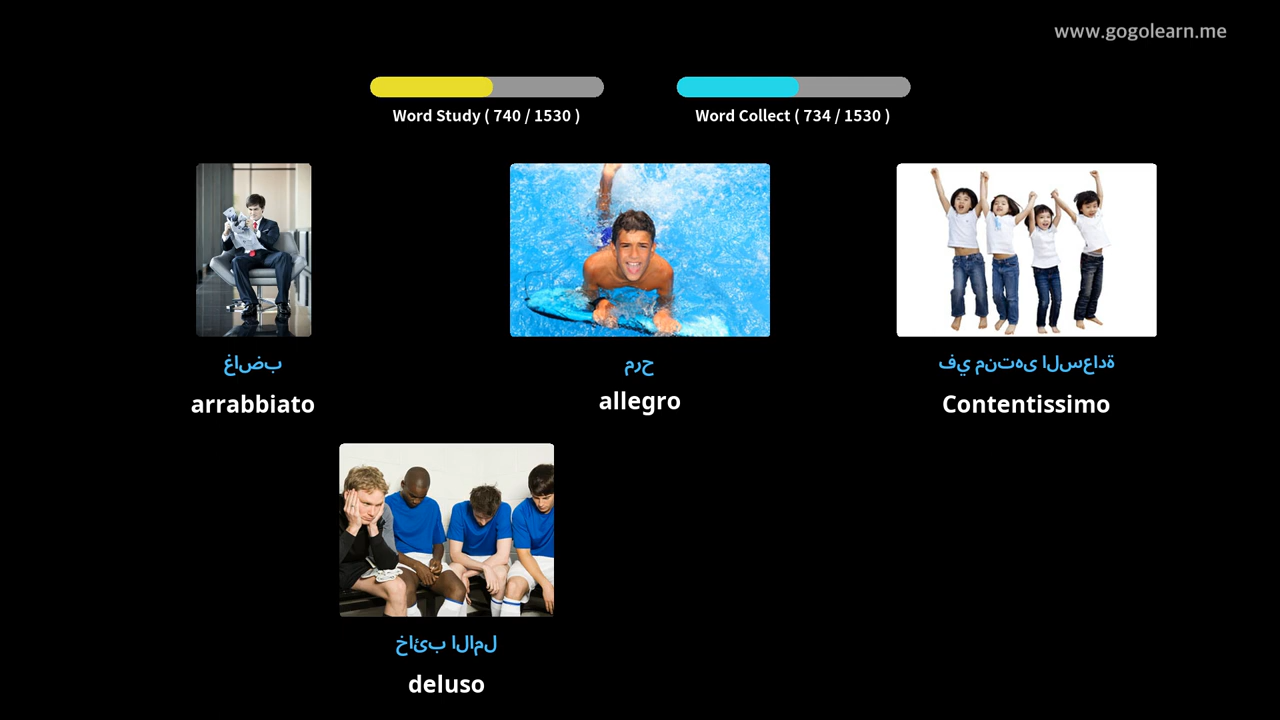 www.gogolearn.me
Word Study ( 740 / 1530 )
Word Collect ( 734 / 1530 )
غاضب
مرح
في منتهى السعادة
arrabbiato
allegro
Contentissimo
خائب الامل
deluso